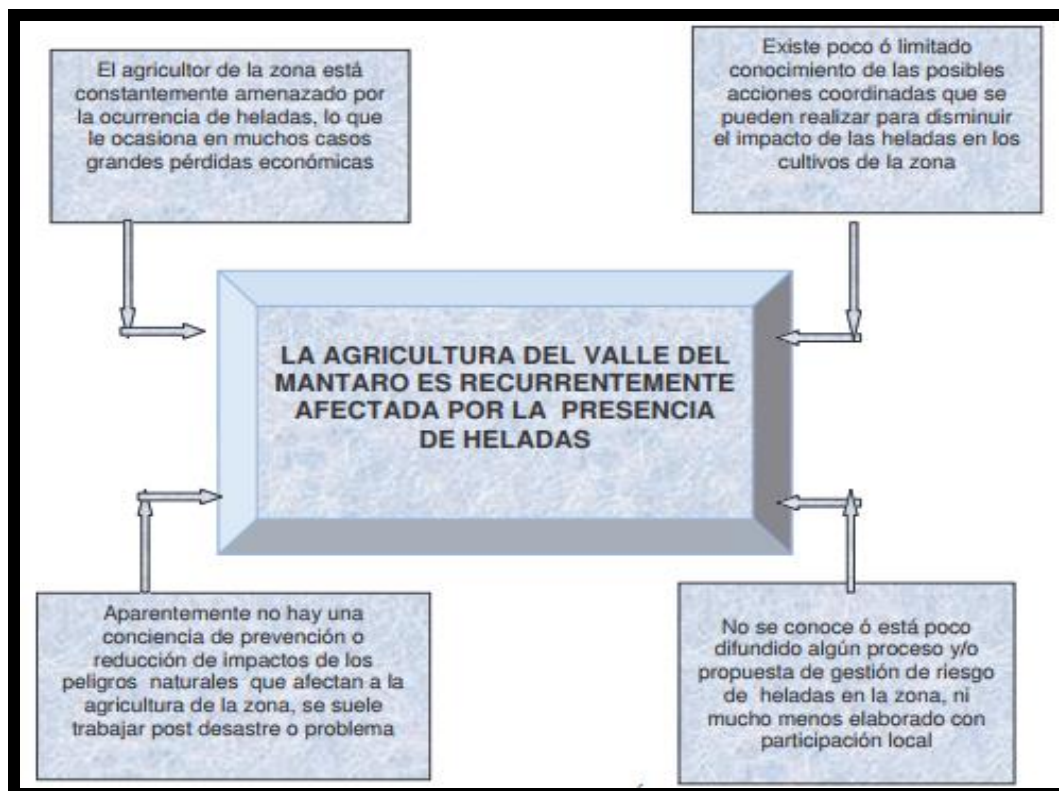 El agricultor de la zona está
constantemente amenazado por
la ocurrencia de heladas, lo que
le ocasiona en muchos casos
grandes pérdidas económicas
Existe poco ó limitado
conocimiento de las posibles
acciones coordinadas que se
pueden realizar para disminuir
el impacto de las heladas en los
cultivos de la zona
LA AGRICULTURA DEL VALLE DEL
MANTARO ES RECURRENTEMENTE
AFECTADA POR LA PRESENCIA
DE HELADAS
Aparentemente no hay una
conciencia de prevención o
reducción de impactos de los
peligros naturales que afectan a la
agricultura de la zona, se suele
trabajar post desastre o problema
No se conoce ó está poco
difundido algún proceso y/o
propuesta de gestión de riesgo
de heladas en la zona, ni
mucho menos elaborado con
participación local